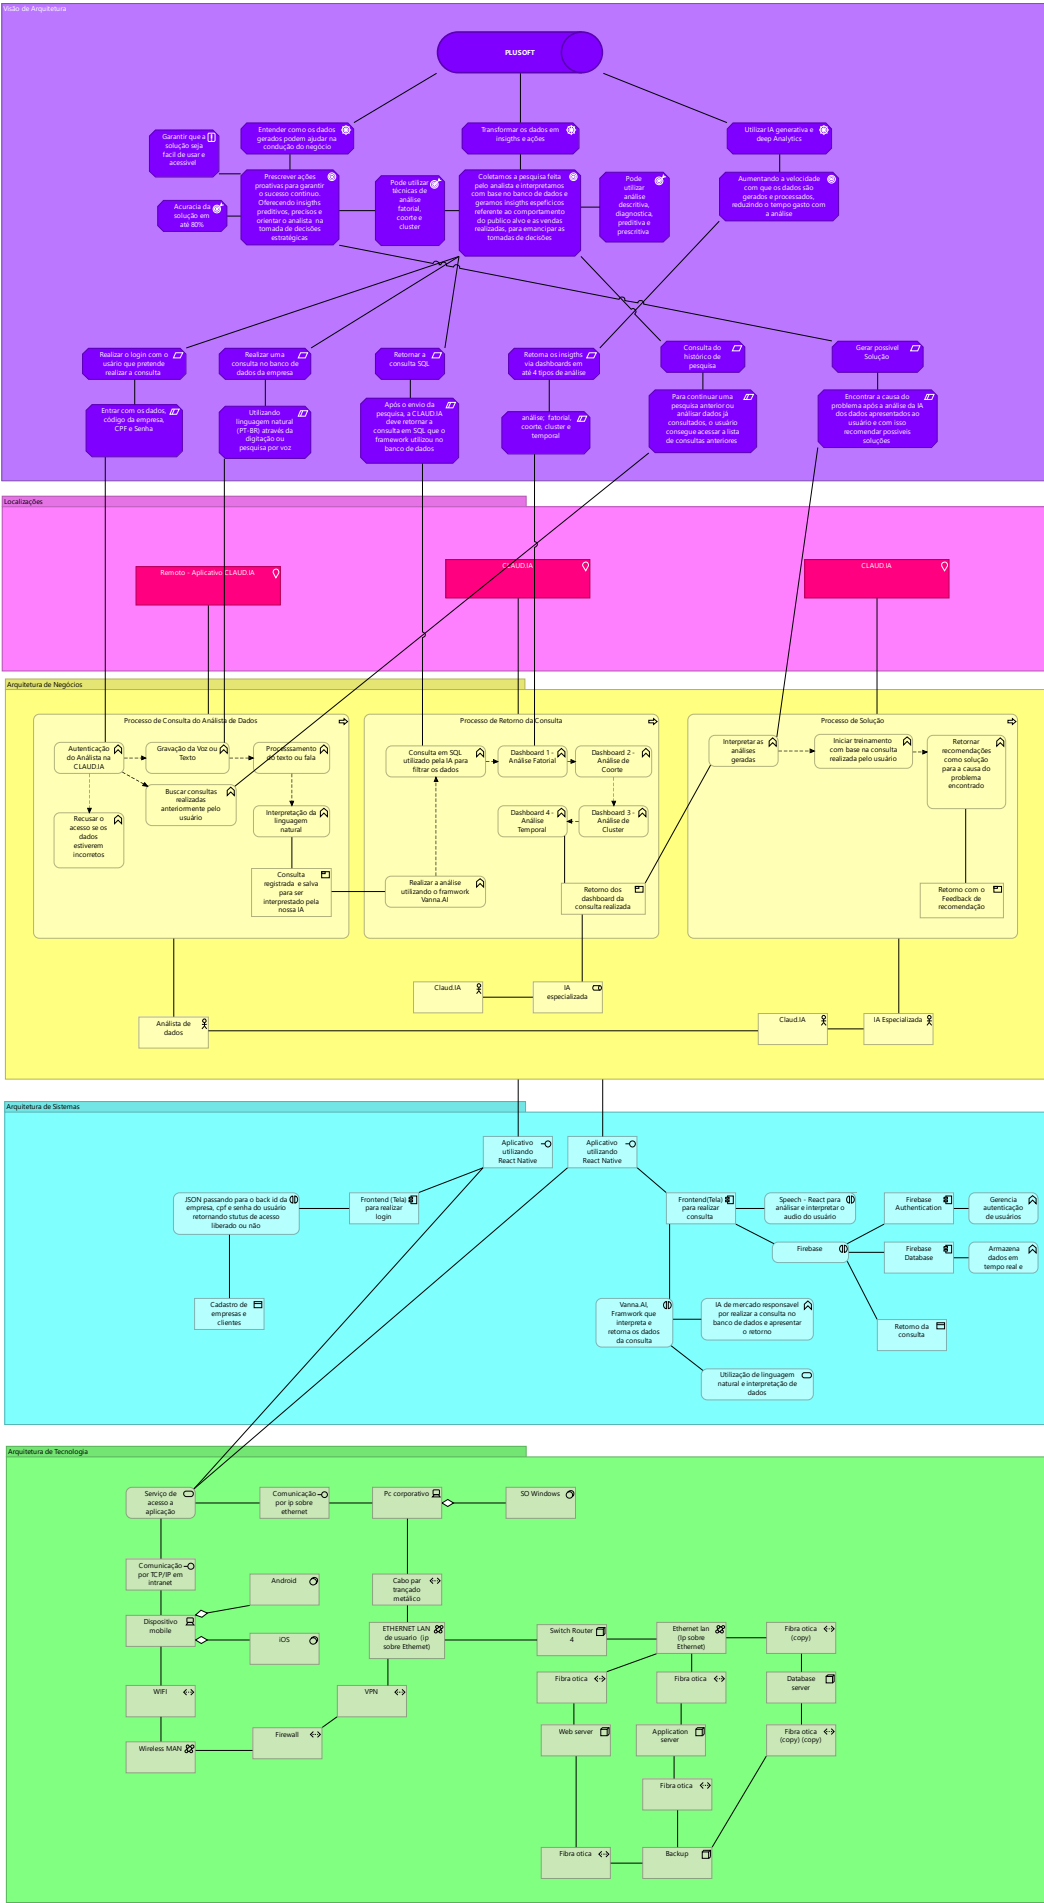 Visão de Arquitetura
PLUSOFT
Garantir que a
solução seja
facil de usar e
acessivel
Entender como os dados
gerados podem ajudar na
condução do negócio
Transformar os dados em
insigths e ações
Utilizar IA generativa e
deep Analytics
Acuracia da
solução em
até 80%
Prescrever ações
proativas para garantir
o sucesso continuo.
Oferecendo insigths
preditivos, precisos e
orientar o analista na
tomada de decisões
estratégicas
Pode utilizar
técnicas de
análise
fatorial,
coorte e
cluster
Coletamos a pesquisa feita
pelo analista e interpretamos
com base no banco de dados e
geramos insigths espeficicos
referente ao comportamento
do publico alvo e as vendas
realizadas, para emancipar as
tomadas de decisões
Pode
utilizar
análise
descritiva,
diagnostica,
preditiva e
prescritiva
Aumentando a velocidade
com que os dados são
gerados e processados,
reduzindo o tempo gasto com
a análise
Realizar o login com o
usário que pretende
realizar a consulta
Realizar uma
consulta no banco de
dados da empresa
Retornar a
consulta SQL
Retorna os insigths
via dashboards em
até 4 tipos de análise
Consulta do
histórico de
pesquisa
Gerar possivel
Solução
Entrar com os dados,
código da empresa,
CPF e Senha
Utilizando
linguagem natural
(PT-BR) através da
digitação ou
pesquisa por voz
Após o envio da
pesquisa, a CLAUD.IA
deve retornar a
consulta em SQL que o
framework utilizou no
banco de dados
análise; fatorial,
coorte, cluster e
temporal
Para continuar uma
pesquisa anterior ou
análisar dados já
consultados, o usuário
consegue acessar a lista
de consultas anteriores
Encontrar a causa do
problema após a análise da IA
dos dados apresentados ao
usuário e com isso
recomendar possiveis
soluções
Localizações
Remoto - Aplicativo CLAUD.IA
CLAUD.IA
CLAUD.IA
Arquitetura de Negócios
Processo de Consulta do Análista de Dados
Autenticação
do Análista na
CLAUD.IA
Gravação da Voz ou
Texto
Processsamento
do texto ou fala
Buscar consultas
realizadas
anteriormente pelo
usuário
Recusar o
acesso se os
dados
estiverem
incorretos
Interpretação da
linguagem
natural
Consulta
registrada e salva
para ser
interprestado pela
nossa IA
Processo de Retorno da Consulta
Consulta em SQL
utilizado pela IA para
filtrar os dados
Dashboard 1 -
Análise Fatorial
Dashboard 2 -
Análise de
Coorte
Dashboard 4 -
Análise
Temporal
Dashboard 3 -
Análise de
Cluster
Realizar a análise
utilizando o framwork
Vanna.AI
Retorno dos
dashboard da
consulta realizada
Processo de Solução
Interpretar as
análises
geradas
Iniciar treinamento
com base na consulta
realizada pelo usuário
Retornar
recomendações
como solução
para a causa do
problema
encontrado
Retorno com o
Feedback de
recomendação
Claud.IA
IA
especializada
Análista de
dados
Claud.IA
IA Especializada
Arquitetura de Sistemas
Aplicativo
utilizando
React Native
Aplicativo
utilizando
React Native
JSON passando para o back id da
empresa, cpf e senha do usuário
retornando stutus de acesso
liberado ou não
Frontend (Tela)
para realizar
login
Frontend(Tela)
para realizar
consulta
Speech - React para
análisar e interpretar o
audio do usuário
Firebase
Authentication
Gerencia
autenticação
de usuários
Firebase
Firebase
Database
Armazena
dados em
tempo real e
Cadastro de
empresas e
clientes
Vanna.AI,
Framwork que
interpreta e
retorna os dados
da consulta
IA de mercado responsavel
por realizar a consulta no
banco de dados e apresentar
o retorno
Retorno da
consulta
Utilização de linguagem
natural e interpretação de
dados
Arquitetura de Tecnologia
Serviço de
acesso a
aplicação
Comunicação
por ip sobre
ethernet
Pc corporativo
SO Windows
Comunicação
por TCP/IP em
intranet
Android
Cabo par
trançado
metálico
Dispositivo
mobile
iOS
ETHERNET LAN
de usuario (ip
sobre Ethernet)
Switch Router
4
Ethernet lan
(Ip sobre
Ethernet)
Fibra otica
(copy)
WIFI
VPN
Fibra otica
Fibra otica
Database
server
Wireless MAN
Firewall
Web server
Application
server
Fibra otica
(copy) (copy)
Fibra otica
Fibra otica
Backup